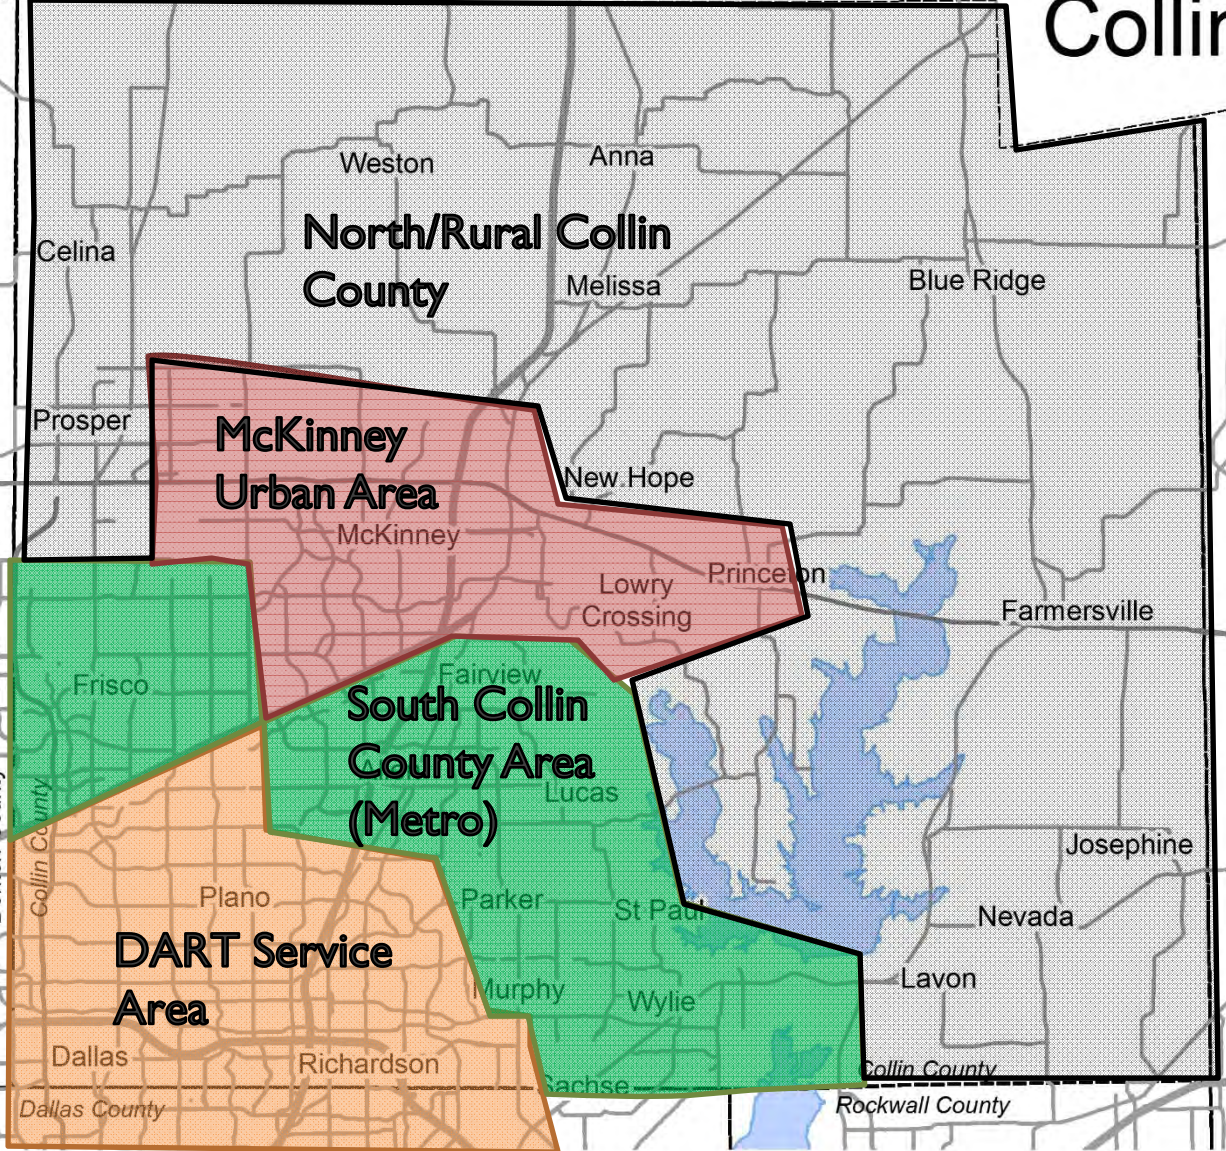 Collin
Weston
Anna
North/Rural Collin
County
Celina
Melissa
Blue Ridge
Prosper
McKinney
Urban Area
New Hope
McKinney
Princeton
Lowry
Crossing
Farmersville
Fairview
Frisco
South Collin
County Area
(Metro)
Lucas
Collin County
Josephine
Plano
Parker
St Paul
Nevada
DART Service
Area
Murphy
Wylie
Lavon
Dallas
Richardson
Sachse
Collin County
Dallas County
Rockwall County